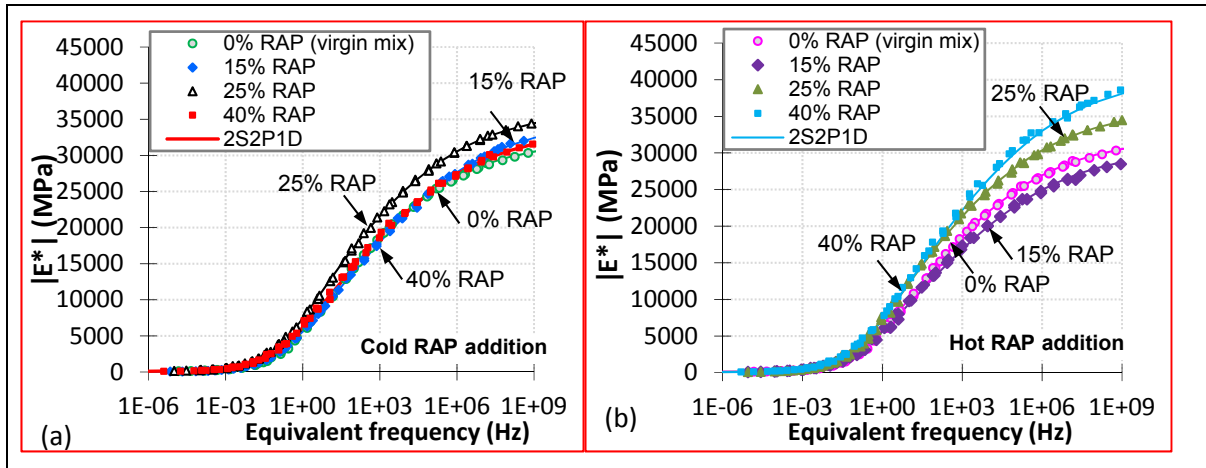 45000
40000
35000
30000
25000
20000
15000
10000
5000
0
|E*| (MPa)
0% RAP (virgin mix)
15% RAP
25% RAP
40% RAP
2S2P1D
15% RAP
25% RAP
0% RAP
40% RAP
Cold RAP addition
1E-06 1E-03 1E+00 1E+03 1E+06 1E+09
(a)
Equivalent frequency (Hz)
45000
40000
35000
30000
25000
20000
15000
10000
5000
0
|E*| (MPa)
0% RAP (virgin mix)
15% RAP
25% RAP
40% RAP
2S2P1D
25% RAP
40% RAP
15% RAP
0% RAP
Hot RAP addition
1E-06 1E-03 1E+00 1E+03 1E+06 1E+09
(b)
Equivalent frequency (Hz)